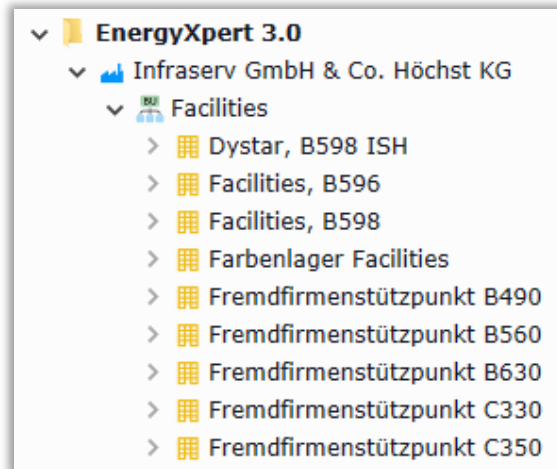 EnergyXpert 3.0
Infraserv GmbH & Co. Höchst KG
BU
Facilities
Dystar, B598 ISH
Facilities, B596
Facilities, B598
Farbenlager Facilities
Fremdfirmenstützpunkt B490
Fremdfirmenstützpunkt B560
Fremdfirmenstützpunkt B630
Fremdfirmenstützpunkt C330
Fremdfirmenstützpunkt C350